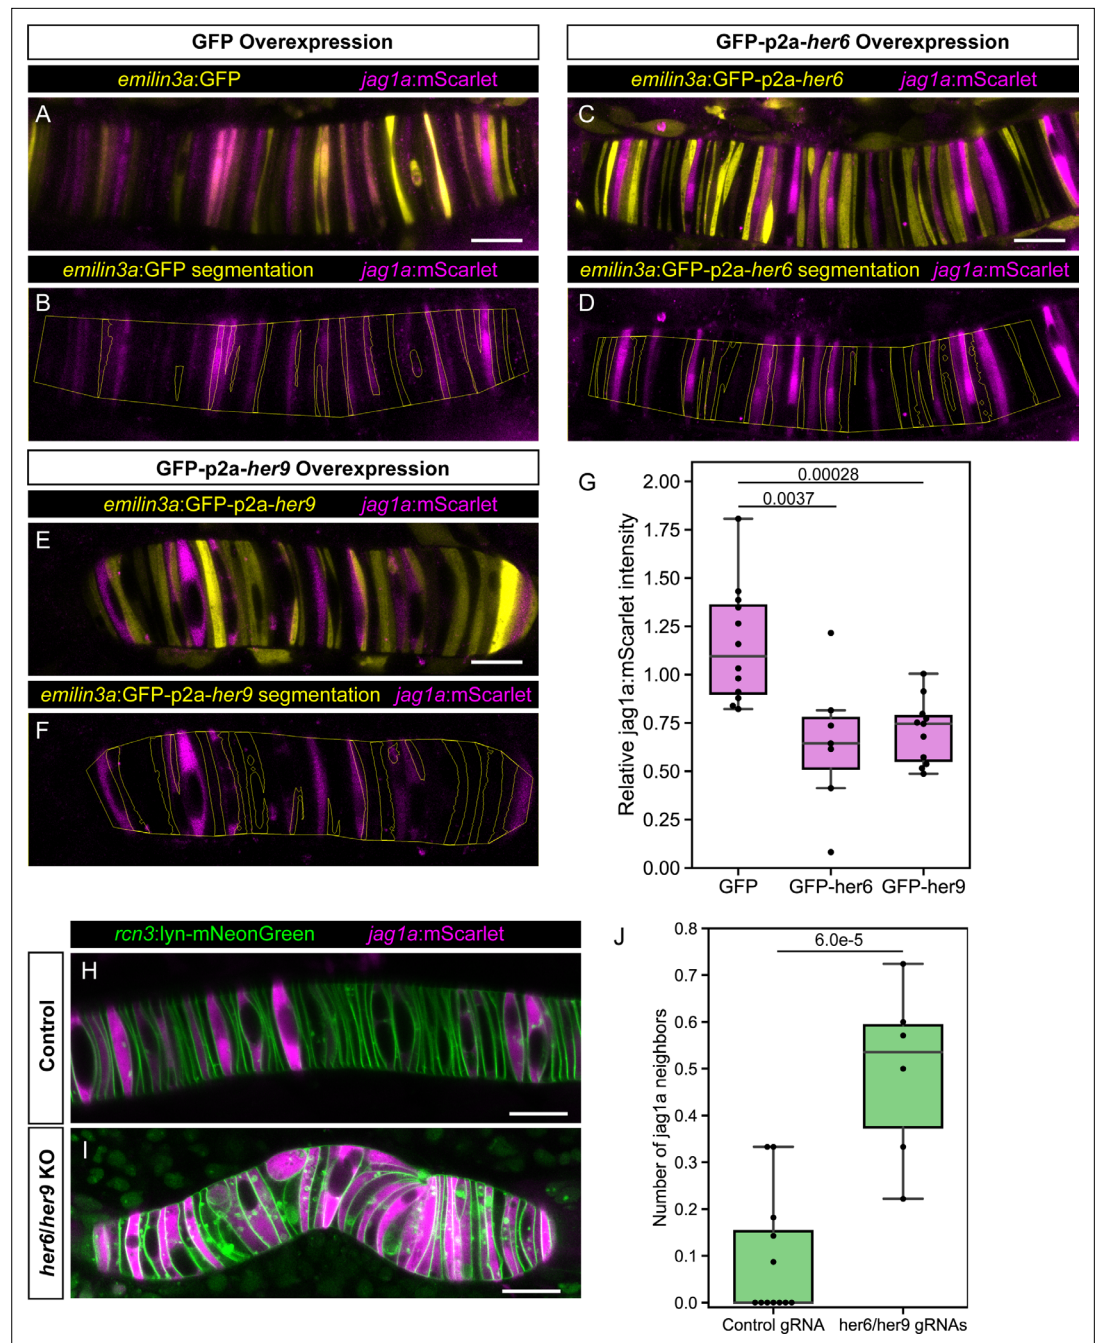 GFP Overexpression
emilin3a:GFP jag1a:mScarlet
A
emilin3a:GFP segmentation jag1a:mScarlet
B
GFP-p2a-her6 Overexpression
emilin3a:GFP-p2a-her6 jag1a:mScarlet
C
emilin3a:GFP-p2a-her6 segmentation jag1a:mScarlet
D
GFP-p2a-her9 Overexpression
emilin3a:GFP-p2a-her9 jag1a:mScarlet
E
emilin3a:GFP-p2a-her9 segmentation jag1a:mScarlet
F
G
0.00028
0.0037
Relative jag1a:mScarlet intensity
2.00
1.75
1.50
1.25
1.00
0.75
0.50
0.25
0.00
GFP GFP-her6 GFP-her9
rcn3:lyn-mNeonGreen jag1a:mScarlet
Control
H
her6/her9 KO
I
J
6.0e-5
Number of jag1a neighbors
0.8
0.7
0.6
0.5
0.4
0.3
0.2
0.1
0.0
Control gRNA her6/her9 gRNAs